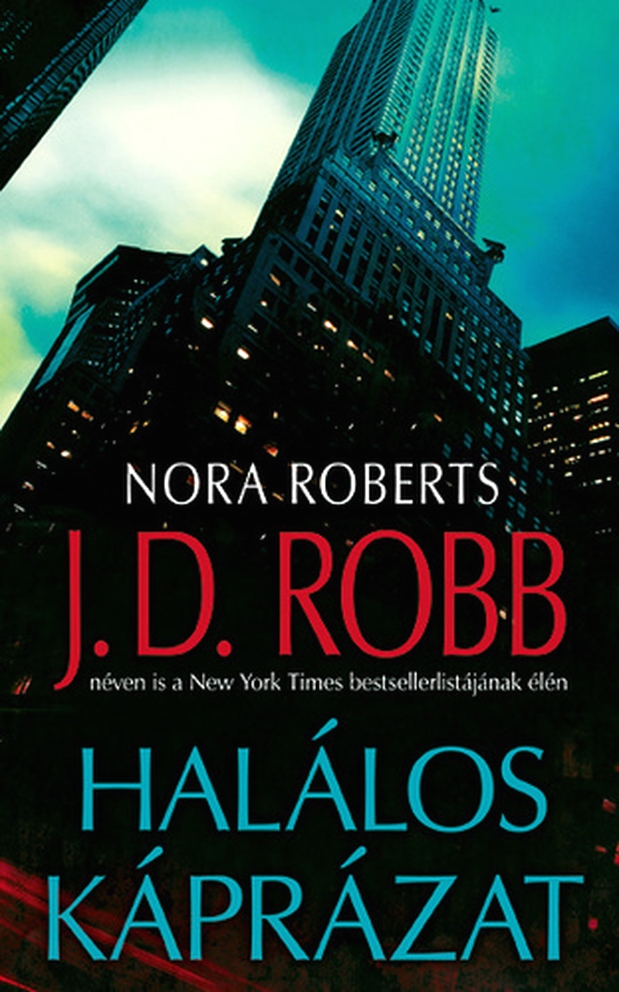 NORA ROBERTS
J.D. ROBB
néven is a New York Times bestsellerlistájának élén
HALÁLOS
KÁPRÁZAT